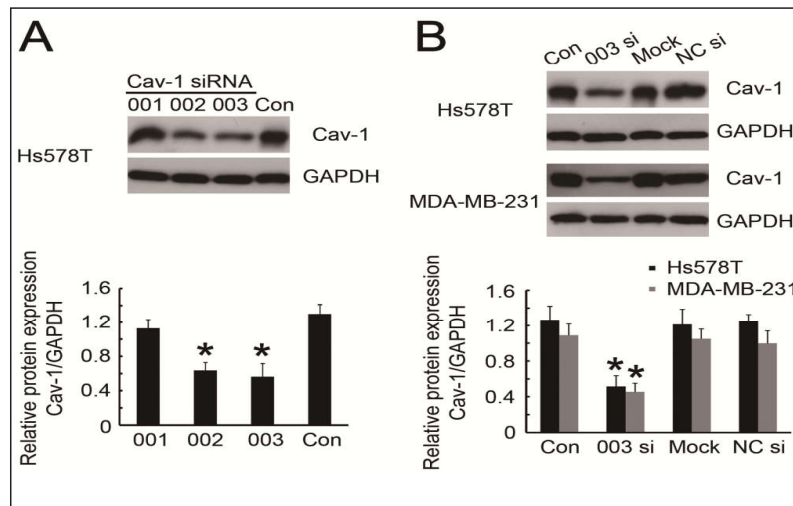 A
Cav-1 siRNA
001 002 003 Con
Hs578T
Cav-1
GAPDH
Relative protein expression
Cav-1/GAPDH
1.6
1.2
0.8
0.4
0
*
*
001 002 003 Con
B
Con 003 si Mock NC si
Hs578T
Cav-1
GAPDH
MDA-MB-231
Cav-1
GAPDH
Hs578T
MDA-MB-231
Relative protein expression
Cav-1/GAPDH
1.6
1.2
0.8
0.4
0
* *
Con 003 si Mock NC si